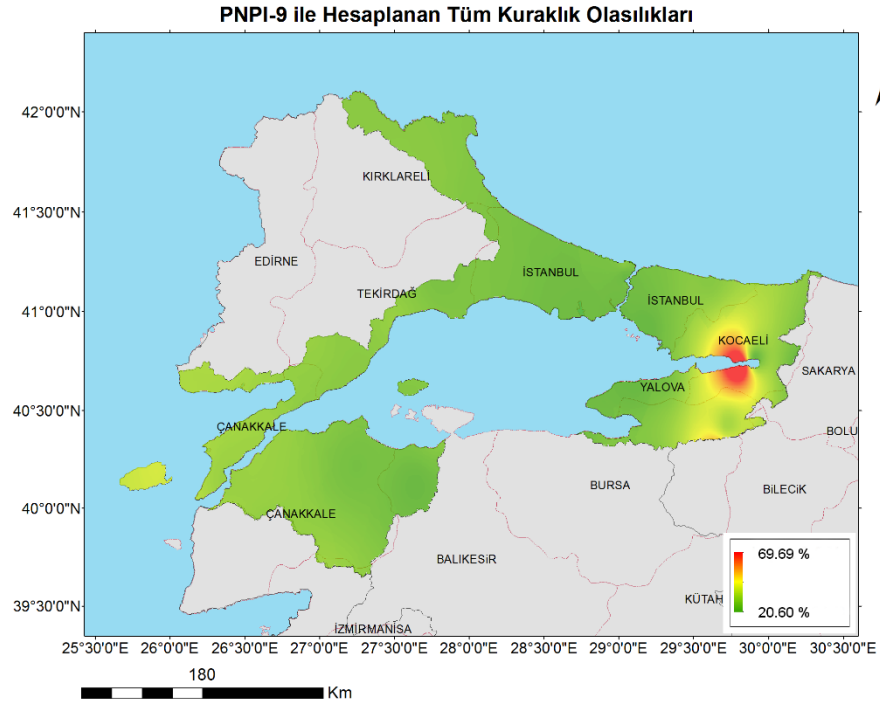 PNPI-9 ile Hesaplanan Tüm Kuraklık Olasılıkları
42°0'0"N
KIRKLARELİ
41°30'0"N
EDİRNE
İSTANBUL
TEKİRDAĞ
İSTANBUL
41°0'0"N
KOCAELİ
SAKARYA
YALOVA
40°30'0"N
ÇANAKKALE
BOLU
BURSA
BİLECİK
40°0'0"N
ÇANAKKALE
BALIKESİR
69.69 %
KÜTAH
20.60 %
39°30'0"N
İZMİRMANİSA
25°30'0"E 26°0'0"E 26°30'0"E 27°0'0"E 27°30'0"E 28°0'0"E 28°30'0"E 29°0'0"E 29°30'0"E 30°0'0"E 30°30'0"E
180
Km